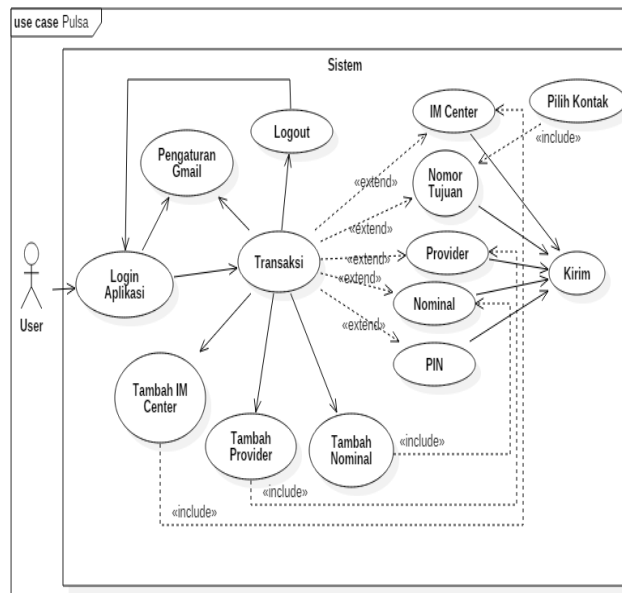 use case Pulsa
Sistem
IM Center
Pilih Kontak
Logout
«include»
Pengaturan
Gmail
«extend»
Nomor
Tujuan
«extend»
Provider
Transaksi
«extend»
Kirim
Login
Aplikasi
«extend»
Nominal
User
«extend»
PIN
Tambah IM
Center
Tambah
Provider
Tambah
Nominal
«include»
«include»
«include»